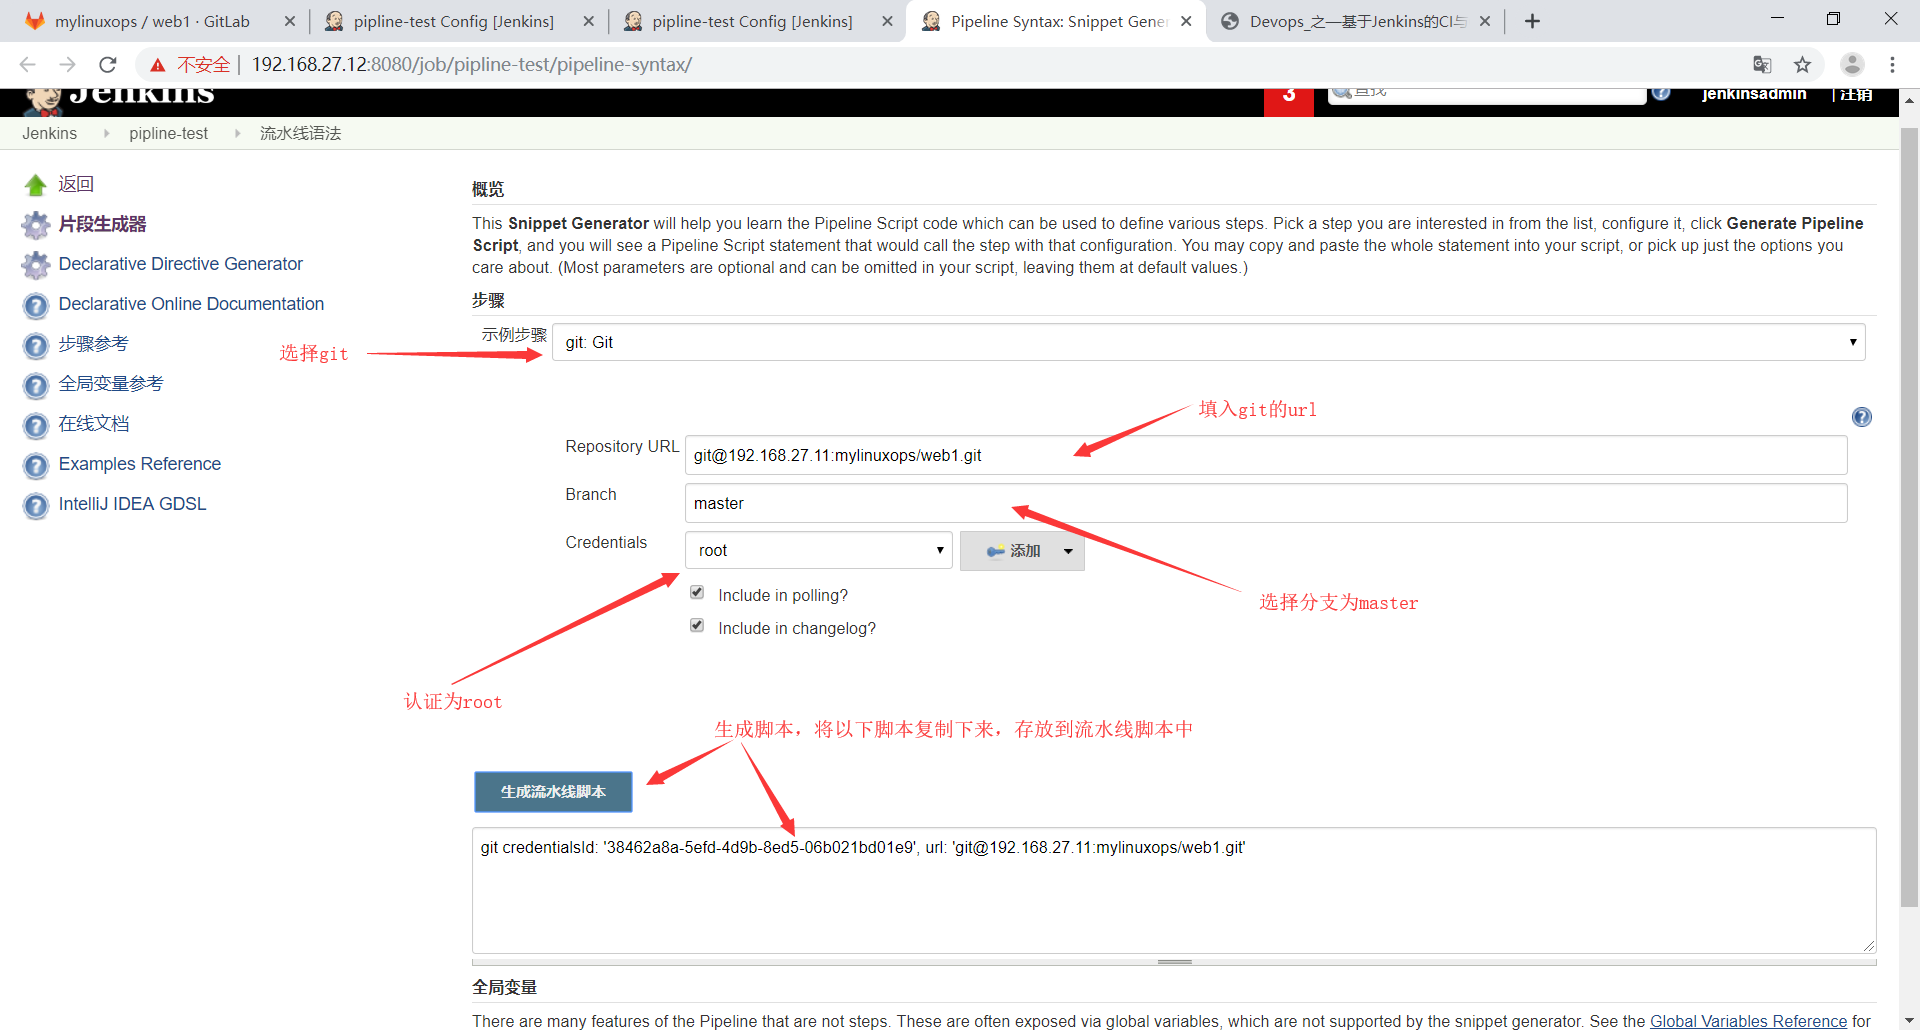 mylinuxops / web1 · GitLab
pipline-test Config [Jenkins]
pipline-test Config [Jenkins]
Pipeline Syntax: Snippet Gener
Devops_之—基于Jenkins的CI与
不安全 | 192.168.27.12:8080/job/pipline-test/pipeline-syntax/
Jenkins
3
查找
jenkinsadmin
| 注销
Jenkins
pipline-test
流水线语法
返回
片段生成器
Declarative Directive Generator
Declarative Online Documentation
步骤参考
全局变量参考
在线文档
Examples Reference
IntelliJ IDEA GDSL
概览
This Snippet Generator will help you learn the Pipeline Script code which can be used to define various steps. Pick a step you are interested in from the list, configure it, click Generate Pipeline
Script, and you will see a Pipeline Script statement that would call the step with that configuration. You may copy and paste the whole statement into your script, or pick up just the options you
care about. (Most parameters are optional and can be omitted in your script, leaving them at default values.)
步骤
示例步骤
git: Git
选择git
填入git的url
Repository URL
git@192.168.27.11:mylinuxops/web1.git
Branch
master
Credentials
root
添加
Include in polling?
选择分支为master
Include in changelog?
认证为root
生成脚本，将以下脚本复制下来，存放到流水线脚本中
生成流水线脚本
git credentialsId: '38462a8a-5efd-4d9b-8ed5-06b021bd01e9', url: 'git@192.168.27.11:mylinuxops/web1.git'
全局变量
There are many features of the Pipeline that are not steps. These are often exposed via global variables, which are not supported by the snippet generator. See the Global Variables Reference for